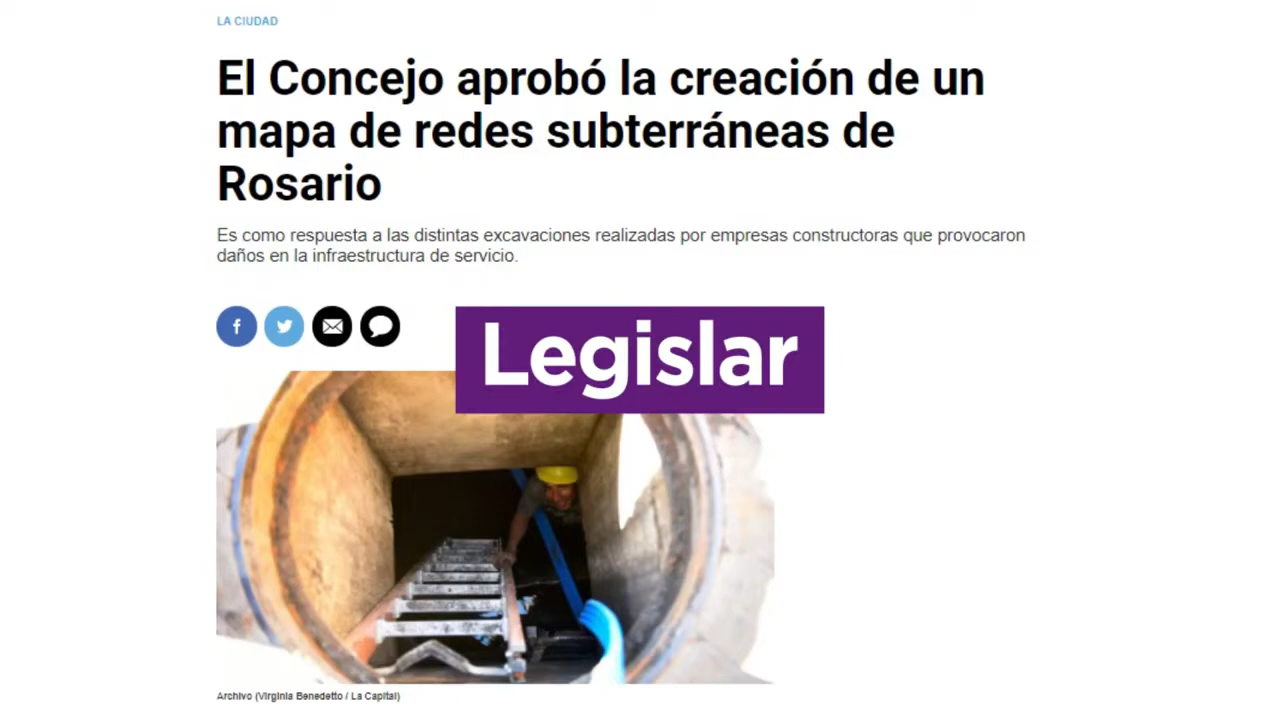 LA CIUDAD
El Concejo aprobó la creación de un
mapa de redes subterráneas de
Rosario
Es como respuesta a las distintas excavaciones realizadas por empresas constructoras que provocaron
daños en la infraestructura de servicio.
f
Legislar
Archivo (Virginia Benedetto / La Capital)